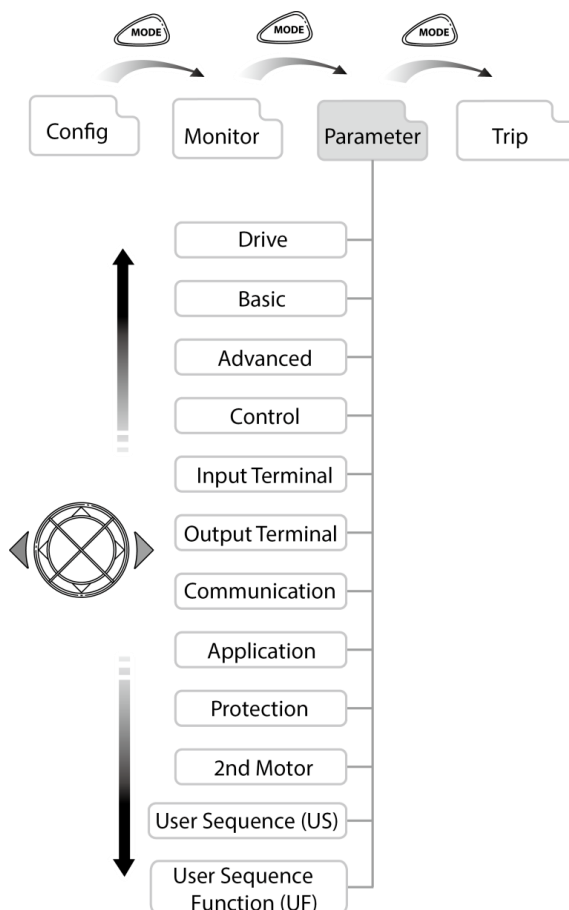 MODE MODE MODE
Config Monitor Parameter Trip
Drive
Basic
Advanced
Control
Input Terminal
Output Terminal
Communication
Application
Protection
2nd Motor
User Sequence (US)
User Sequence
Function (UF)